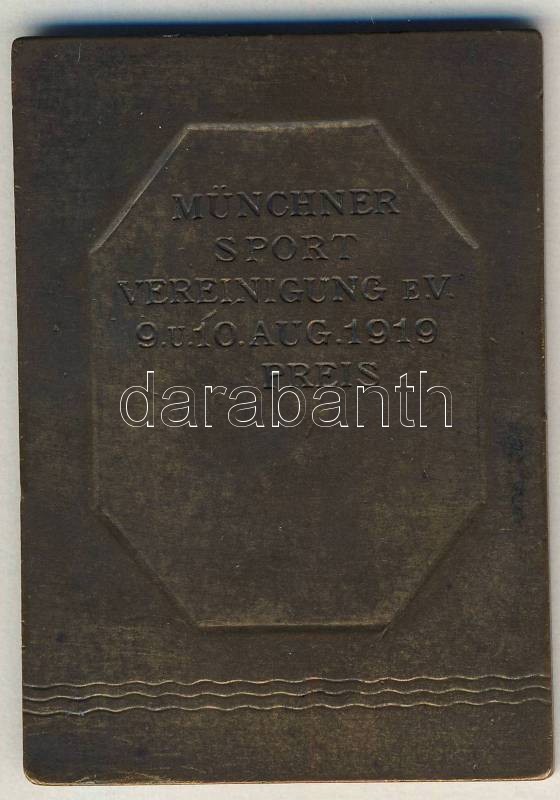 MÜNCHNER
SPORT
VEREINIGUNG E.V.
9.U.10.AUG.1919
PREIS
darabanth